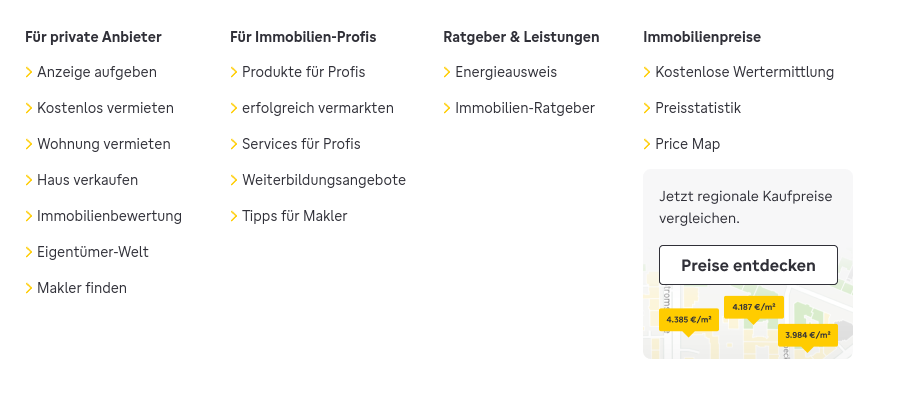 Für private Anbieter
Anzeige aufgeben
Kostenlos vermieten
Wohnung vermieten
Haus verkaufen
Immobilienbewertung
Eigentümer-Welt
Makler finden
Für Immobilien-Profis
Produkte für Profis
erfolgreich vermarkten
Services für Profis
Weiterbildungsangebote
Tipps für Makler
Ratgeber & Leistungen
Energieausweis
Immobilien-Ratgeber
Immobilienpreise
Kostenlose Wertermittlung
Preisstatistik
Price Map
Jetzt regionale Kaufpreise
vergleichen.
Preise entdecken
4.385 €/m²
4.187 €/m²
3.984 €/m²